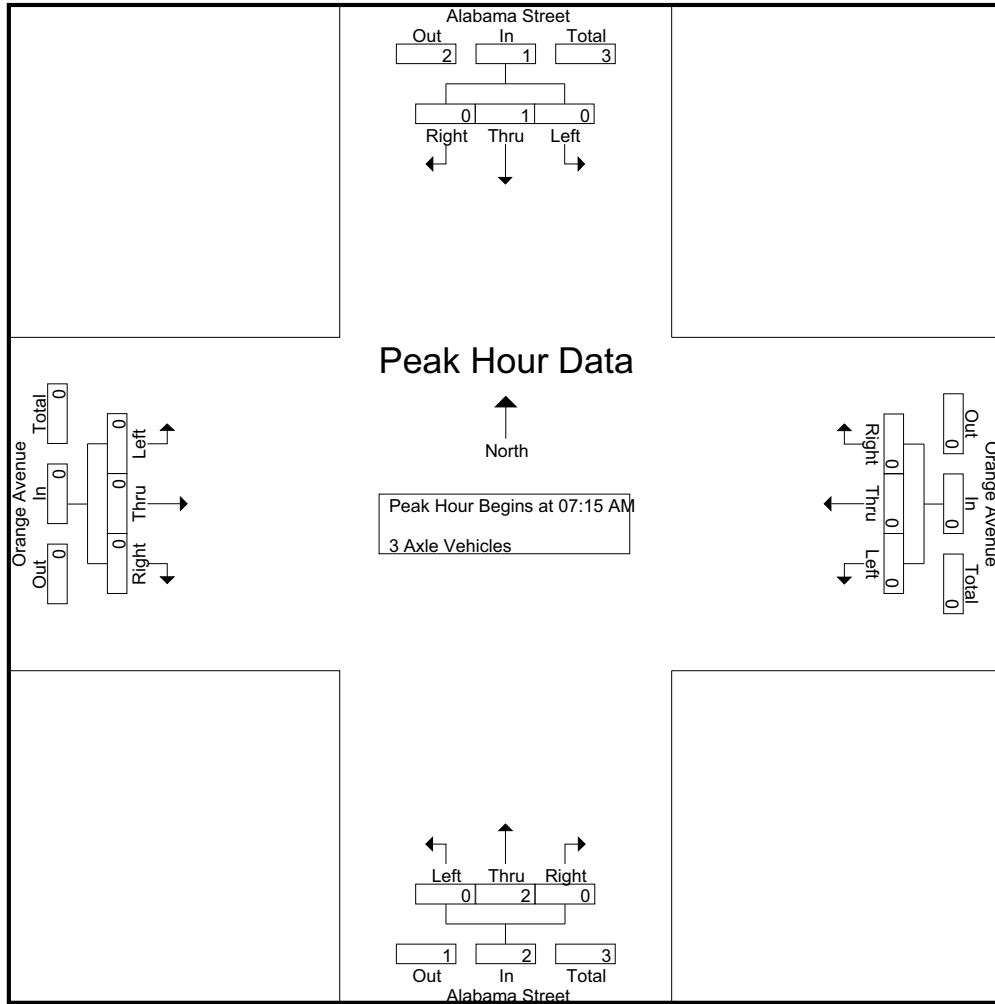 Alabama Street
Out In Total
2 1 3
0 1 0
Right Thru Left
Peak Hour Data
North
Peak Hour Begins at 07:15 AM
3 Axle Vehicles
Orange Avenue
Out In Total
0 0 0
0 0 0
Right Thru Left
Orange Avenue
Total In Out
0 0 0
0 0 0
Left Thru Right
Left Thru Right
0 2 0
1 2 3
Out In Total
Alabama Street